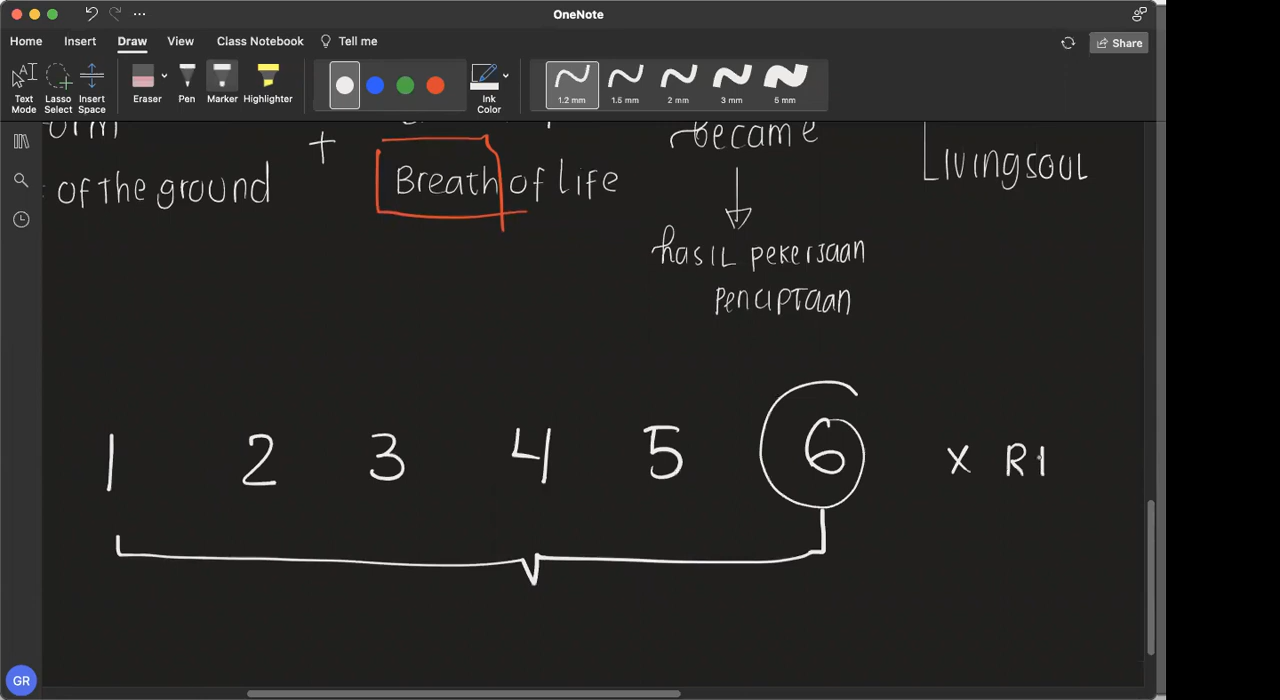 OneNote
Home Insert Draw View Class Notebook Tell me
Share
Text Mode
Lasso Select
Insert Space
Eraser
Pen
Marker
Highlighter
Ink Color
1.2 mm
1.5 mm
2 mm
3 mm
5 mm
+
became
of the ground
Breath of life
Livingsoul
hasil pekerjaan
penciptaan
1 2 3 4 5 6 x R1
GR